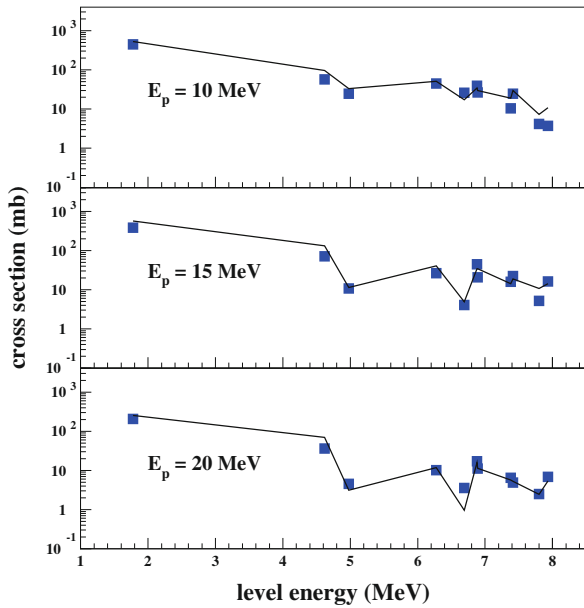 10 3
10 2
10
1
10 -1
E_p = 10 MeV
10 3
10 2
10
1
10 -1
E_p = 15 MeV
10 3
10 2
10
1
10 -1
E_p = 20 MeV
1 2 3 4 5 6 7 8
level energy (MeV)
cross section (mb)